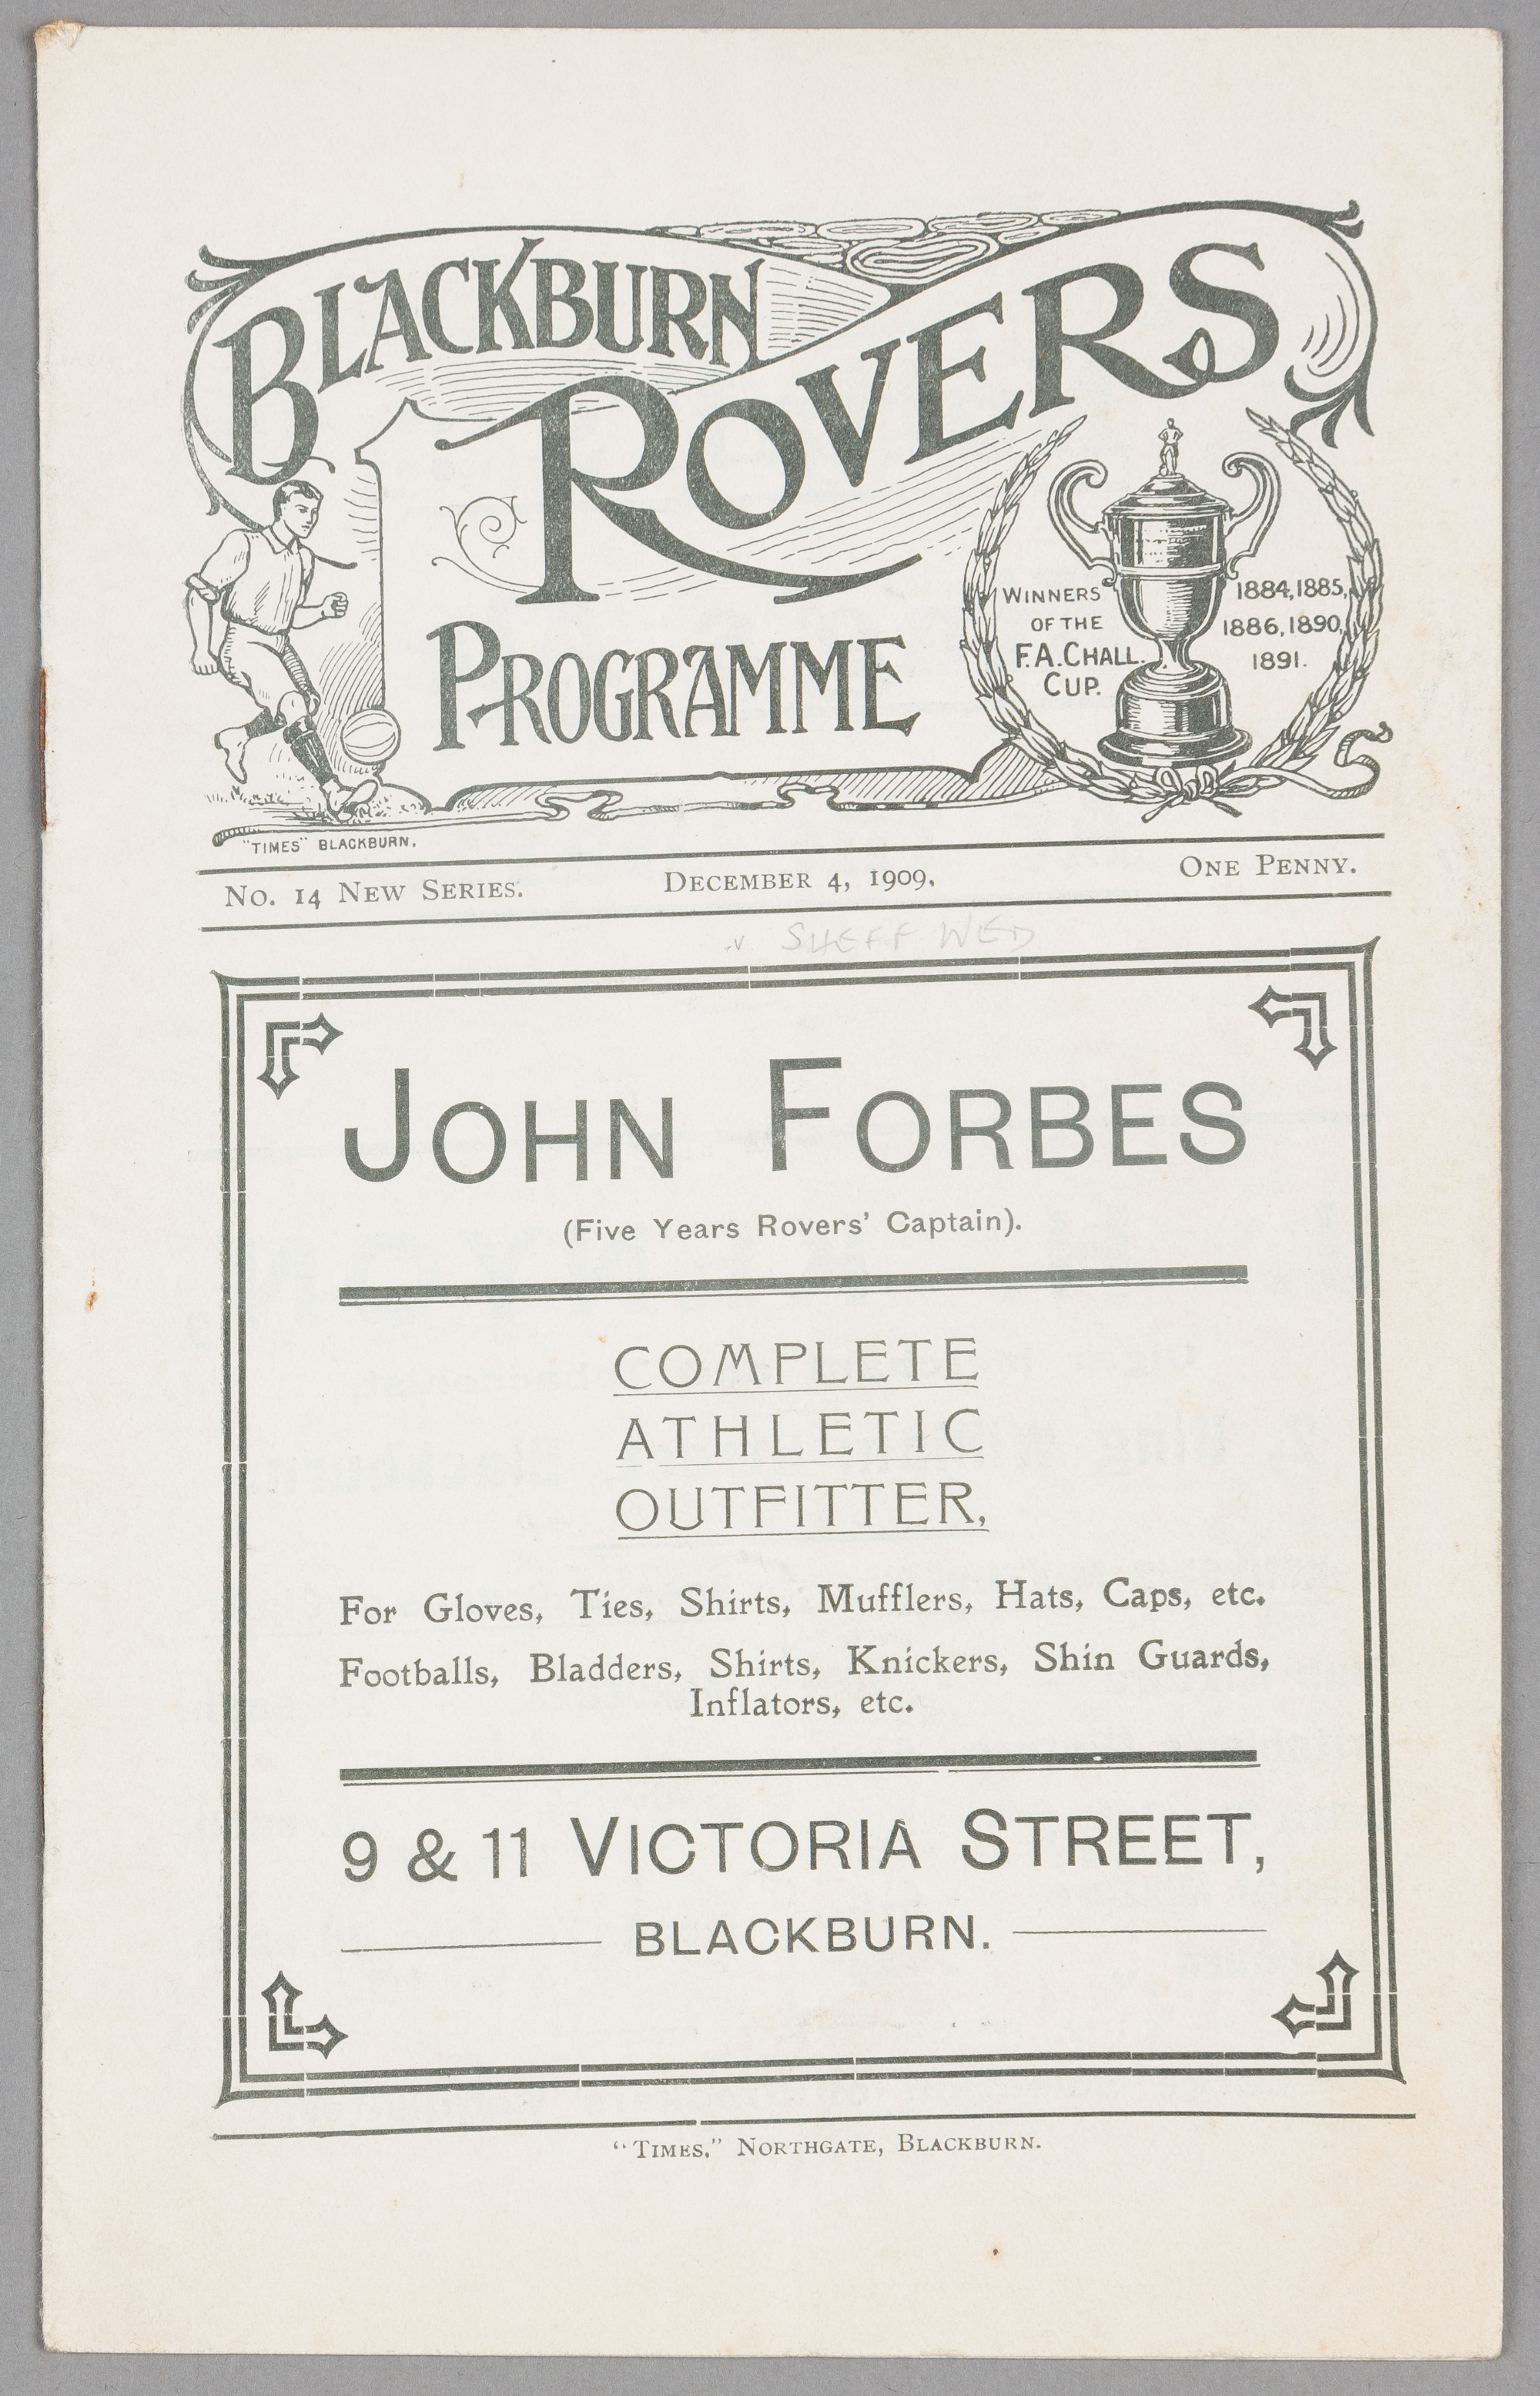 BLACKBURN
ROVERS
PROGRAMME
WINNERS
OF THE
F.A. CHALL.
CUP.
1884, 1885,
1886, 1890,
1891.
"TIMES" BLACKBURN.
No. 14 New Series.    December 4, 1909.    One Penny.
v. SHEFF WED
JOHN FORBES
(Five Years Rovers' Captain).
COMPLETE
ATHLETIC
OUTFITTER,
For Gloves, Ties, Shirts, Mufflers, Hats, Caps, etc.
Footballs, Bladders, Shirts, Knickers, Shin Guards,
Inflators, etc.
9 & 11 VICTORIA STREET,
BLACKBURN.
"Times," Northgate, Blackburn.